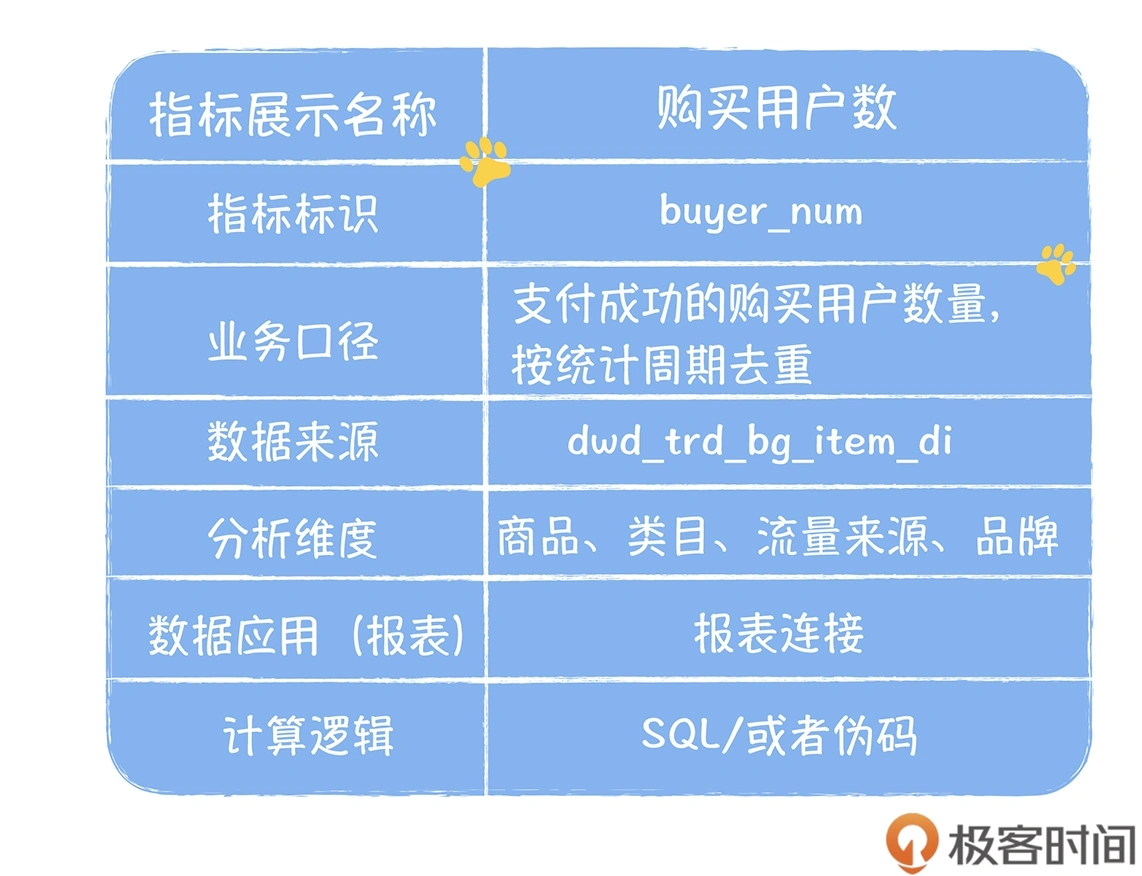 指标展示名称 购买用户数
指标标识 buyer_num
业务口径 支付成功的购买用户数量，
按统计周期去重
数据来源 dwd_trd_bg_item_di
分析维度 商品、类目、流量来源、品牌
数据应用（报表） 报表连接
计算逻辑 SQL/或者伪码
极客时间